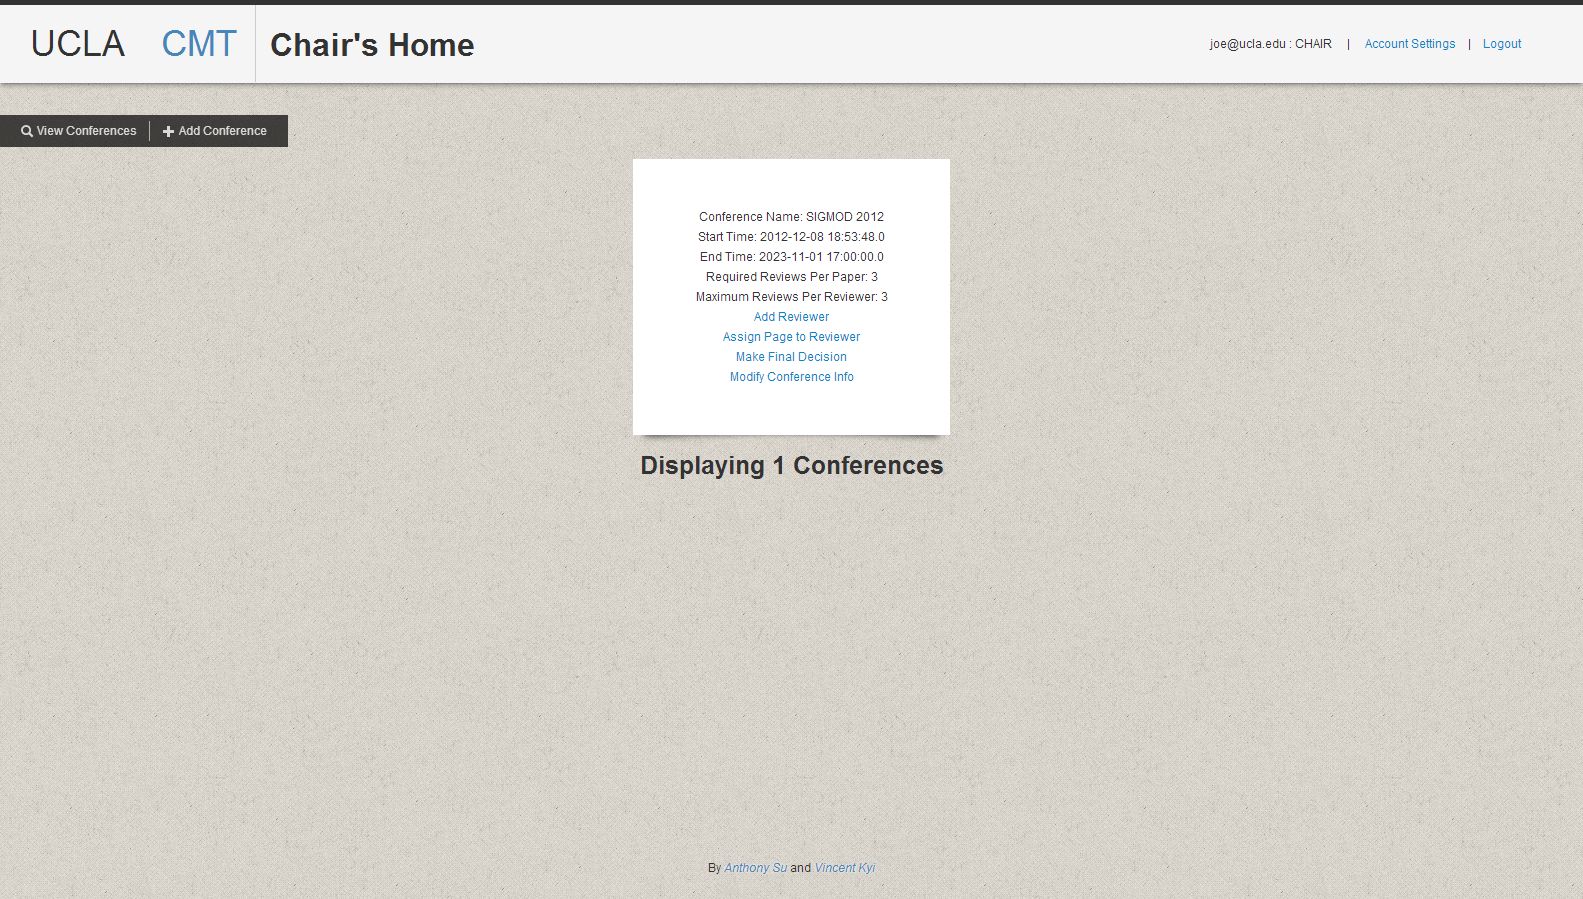 UCLA CMT Chair's Home
joe@ucla.edu : CHAIR | Account Settings | Logout
View Conferences | Add Conference
Conference Name: SIGMOD 2012
Start Time: 2012-12-08 18:53:48.0
End Time: 2023-11-01 17:00:00.0
Required Reviews Per Paper: 3
Maximum Reviews Per Reviewer: 3
Add Reviewer
Assign Page to Reviewer
Make Final Decision
Modify Conference Info
Displaying 1 Conferences
By Anthony Su and Vincent Kyi